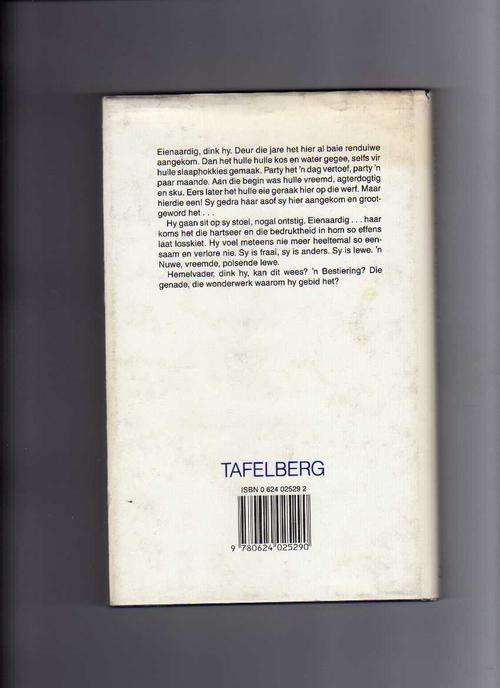 Eienaardig, dink hy. Deur die jare het hier al baie renduiwe
aangekom. Dan het hulle hulle kos en water gegee, selfs vir
hulle slaaphokkies gemaak. Party het 'n dag vertoef, party 'n
paar maande. Aan die begin was hulle vreemd, agterdogtig
en sku. Eers later het hulle eie geraak hier op die werf. Maar
hierdie een! Sy gedra haar asof sy hier aangekom en groot-
geword het . . .
Hy gaan sit op sy stoel, nogal ontstig. Eienaardig . . . haar
koms het die hartseer en die bedruktheid in hom so effens
laat losskiet. Hy voel meteens nie meer heeltemal so een-
saam en verlore nie. Sy is fraai, sy is anders. Sy is lewe. 'n
Nuwe, vreemde, polsende lewe.
Hemelvader, dink hy, kan dit wees? 'n Bestiering? Die
genade, die wonderwerk waarom hy gebid het?
TAFELBERG
ISBN 0 624 02529 2
9 780624 025290